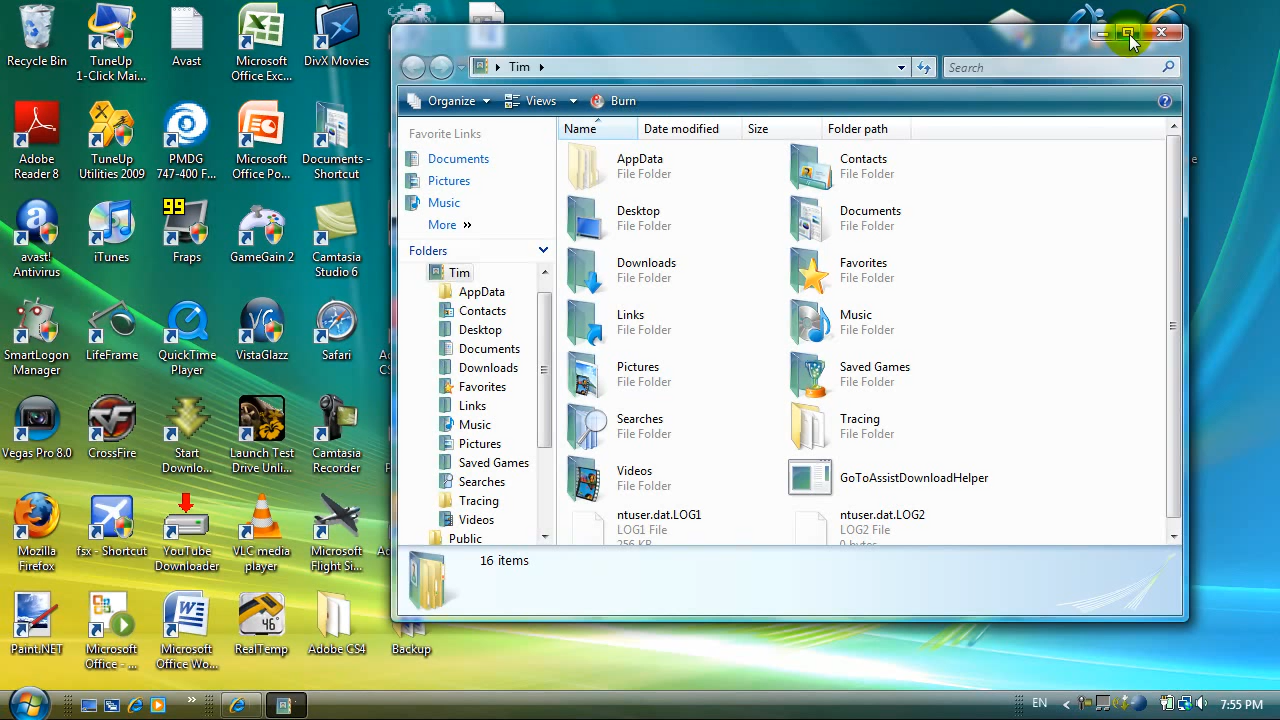 Recycle Bin
TuneUp
1-Click Mai...
Avast
Microsoft
Office Exc...
DivX Movies
Adobe
Reader 8
TuneUp
Utilities 2009
PMDG
747-400 F...
Microsoft
Office Po...
Documents -
Shortcut
avast!
Antivirus
iTunes
99
Fraps
GameGain 2
Camtasia
Studio 6
SmartLogon
Manager
LifeFrame
QuickTime
Player
VistaGlazz
Safari
Vegas Pro 8.0
CrossFire
Start
Downlo...
Launch Test
Drive Unli...
Camtasia
Recorder
Mozilla
Firefox
fsx - Shortcut
YouTube
Downloader
VLC media
player
Microsoft
Flight Si...
Paint.NET
Microsoft
Office - ...
Microsoft
Office Wo...
46°
RealTemp
Adobe CS4
Backup
Tim
Search
Organize
Views
Burn
Favorite Links
Documents
Pictures
Music
More »
Folders
Tim
AppData
Contacts
Desktop
Documents
Downloads
Favorites
Links
Music
Pictures
Saved Games
Searches
Tracing
Videos
Public
Name
Date modified
Size
Folder path
AppData
File Folder
Contacts
File Folder
Desktop
File Folder
Documents
File Folder
Downloads
File Folder
Favorites
File Folder
Links
File Folder
Music
File Folder
Pictures
File Folder
Saved Games
File Folder
Searches
File Folder
Tracing
File Folder
Videos
File Folder
GoToAssistDownloadHelper
ntuser.dat.LOG1
LOG1 File
256 KB
ntuser.dat.LOG2
LOG2 File
0 bytes
16 items
EN
7:55 PM